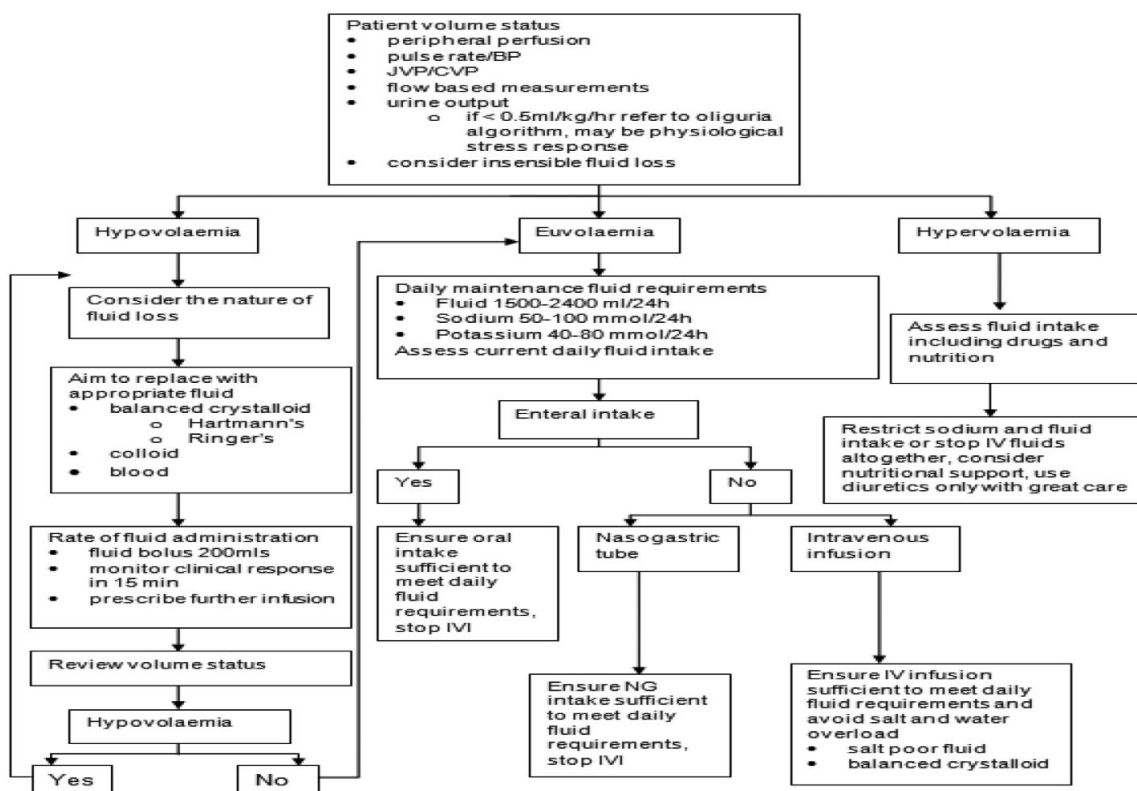 Patient volume status
• peripheral perfusion
• pulse rate/BP
• JVP/CVP
• flow based measurements
• urine output
o if < 0.5ml/kg/hr refer to oliguria
algorithm, may be physiological
stress response
• consider insensible fluid loss
Hypovolaemia
Euvolaemia
Hypervolaemia
Consider the nature of
fluid loss
Aim to replace with
appropriate fluid
• balanced crystalloid
o Hartmann's
o Ringer's
• colloid
• blood
Rate of fluid administration
• fluid bolus 200mls
• monitor clinical response
in 15 min
• prescribe further infusion
Review volume status
Hypovolaemia
Yes
No
Daily maintenance fluid requirements
• Fluid 1500-2400 ml/24h
• Sodium 50-100 mmol/24h
• Potassium 40-80 mmol/24h
Assess current daily fluid intake
Enteral intake
Yes
No
Ensure oral
intake
sufficient to
meet daily
fluid
requirements,
stop IVI
Nasogastric
tube
Intravenous
infusion
Ensure NG
intake sufficient
to meet daily
fluid
requirements,
stop IVI
Ensure IV infusion
sufficient to meet daily
fluid requirements and
avoid salt and water
overload
• salt poor fluid
• balanced crystalloid
Assess fluid intake
including drugs and
nutrition
Restrict sodium and fluid
intake or stop IV fluids
altogether, consider
nutritional support, use
diuretics only with great care